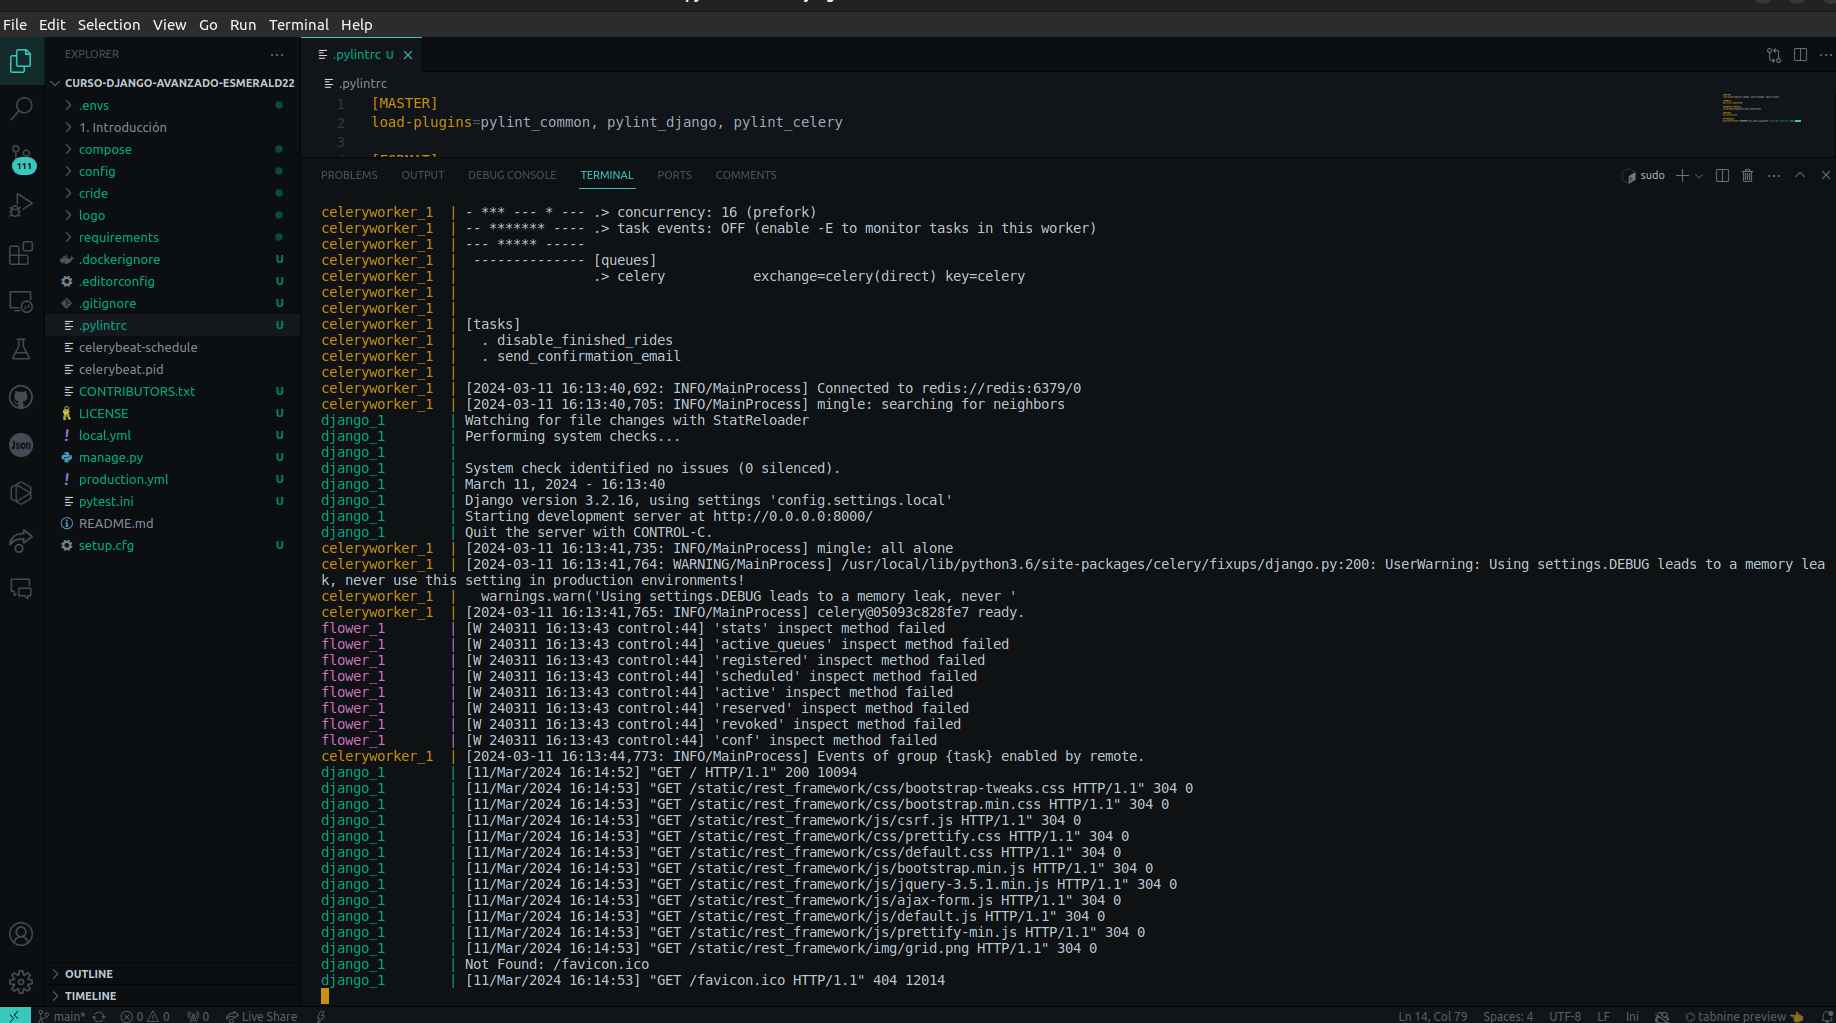 File Edit Selection View Go Run Terminal Help
EXPLORER
CURSO-DJANGO-AVANZADO-ESMERALD22
.envs
1. Introducción
compose
config
cride
logo
requirements
.dockerignore U
.editorconfig U
.gitignore U
.pylintrc U
celerybeat-schedule
celerybeat.pid
CONTRIBUTORS.txt U
LICENSE U
local.yml U
manage.py U
production.yml U
pytest.ini U
README.md
setup.cfg U
OUTLINE
TIMELINE
111
Json
.pylintrc U
.pylintrc
1 [MASTER]
2 load-plugins=pylint_common, pylint_django, pylint_celery
3
PROBLEMS OUTPUT DEBUG CONSOLE TERMINAL PORTS COMMENTS
sudo
celeryworker_1 | - *** --- * --- .> concurrency: 16 (prefork)
celeryworker_1 | -- ******* ---- .> task events: OFF (enable -E to monitor tasks in this worker)
celeryworker_1 | --- ***** -----
celeryworker_1 | -------------- [queues]
celeryworker_1 | .> celery exchange=celery(direct) key=celery
celeryworker_1 |
celeryworker_1 |
celeryworker_1 | [tasks]
celeryworker_1 | . disable_finished_rides
celeryworker_1 | . send_confirmation_email
celeryworker_1 |
celeryworker_1 | [2024-03-11 16:13:40,692: INFO/MainProcess] Connected to redis://redis:6379/0
celeryworker_1 | [2024-03-11 16:13:40,705: INFO/MainProcess] mingle: searching for neighbors
django_1 | Watching for file changes with StatReloader
django_1 | Performing system checks...
django_1 |
django_1 | System check identified no issues (0 silenced).
django_1 | March 11, 2024 - 16:13:40
django_1 | Django version 3.2.16, using settings 'config.settings.local'
django_1 | Starting development server at http://0.0.0.0:8000/
django_1 | Quit the server with CONTROL-C.
celeryworker_1 | [2024-03-11 16:13:41,735: INFO/MainProcess] mingle: all alone
celeryworker_1 | [2024-03-11 16:13:41,764: WARNING/MainProcess] /usr/local/lib/python3.6/site-packages/celery/fixups/django.py:200: UserWarning: Using settings.DEBUG leads to a memory lea
k, never use this setting in production environments!
celeryworker_1 | warnings.warn('Using settings.DEBUG leads to a memory leak, never '
celeryworker_1 | [2024-03-11 16:13:41,765: INFO/MainProcess] celery@05093c828fe7 ready.
flower_1 | [W 240311 16:13:43 control:44] 'stats' inspect method failed
flower_1 | [W 240311 16:13:43 control:44] 'active_queues' inspect method failed
flower_1 | [W 240311 16:13:43 control:44] 'registered' inspect method failed
flower_1 | [W 240311 16:13:43 control:44] 'scheduled' inspect method failed
flower_1 | [W 240311 16:13:43 control:44] 'active' inspect method failed
flower_1 | [W 240311 16:13:43 control:44] 'reserved' inspect method failed
flower_1 | [W 240311 16:13:43 control:44] 'revoked' inspect method failed
flower_1 | [W 240311 16:13:43 control:44] 'conf' inspect method failed
celeryworker_1 | [2024-03-11 16:13:44,773: INFO/MainProcess] Events of group {task} enabled by remote.
django_1 | [11/Mar/2024 16:14:52] "GET / HTTP/1.1" 200 10094
django_1 | [11/Mar/2024 16:14:53] "GET /static/rest_framework/css/bootstrap-tweaks.css HTTP/1.1" 304 0
django_1 | [11/Mar/2024 16:14:53] "GET /static/rest_framework/css/bootstrap.min.css HTTP/1.1" 304 0
django_1 | [11/Mar/2024 16:14:53] "GET /static/rest_framework/js/csrf.js HTTP/1.1" 304 0
django_1 | [11/Mar/2024 16:14:53] "GET /static/rest_framework/css/prettify.css HTTP/1.1" 304 0
django_1 | [11/Mar/2024 16:14:53] "GET /static/rest_framework/css/default.css HTTP/1.1" 304 0
django_1 | [11/Mar/2024 16:14:53] "GET /static/rest_framework/js/bootstrap.min.js HTTP/1.1" 304 0
django_1 | [11/Mar/2024 16:14:53] "GET /static/rest_framework/js/jquery-3.5.1.min.js HTTP/1.1" 304 0
django_1 | [11/Mar/2024 16:14:53] "GET /static/rest_framework/js/ajax-form.js HTTP/1.1" 304 0
django_1 | [11/Mar/2024 16:14:53] "GET /static/rest_framework/js/default.js HTTP/1.1" 304 0
django_1 | [11/Mar/2024 16:14:53] "GET /static/rest_framework/js/prettify-min.js HTTP/1.1" 304 0
django_1 | [11/Mar/2024 16:14:53] "GET /static/rest_framework/img/grid.png HTTP/1.1" 304 0
django_1 | Not Found: /favicon.ico
django_1 | [11/Mar/2024 16:14:53] "GET /favicon.ico HTTP/1.1" 404 12014
main* 0 0 0 Live Share Ln 14, Col 79 Spaces: 4 UTF-8 LF Ini tabnine preview